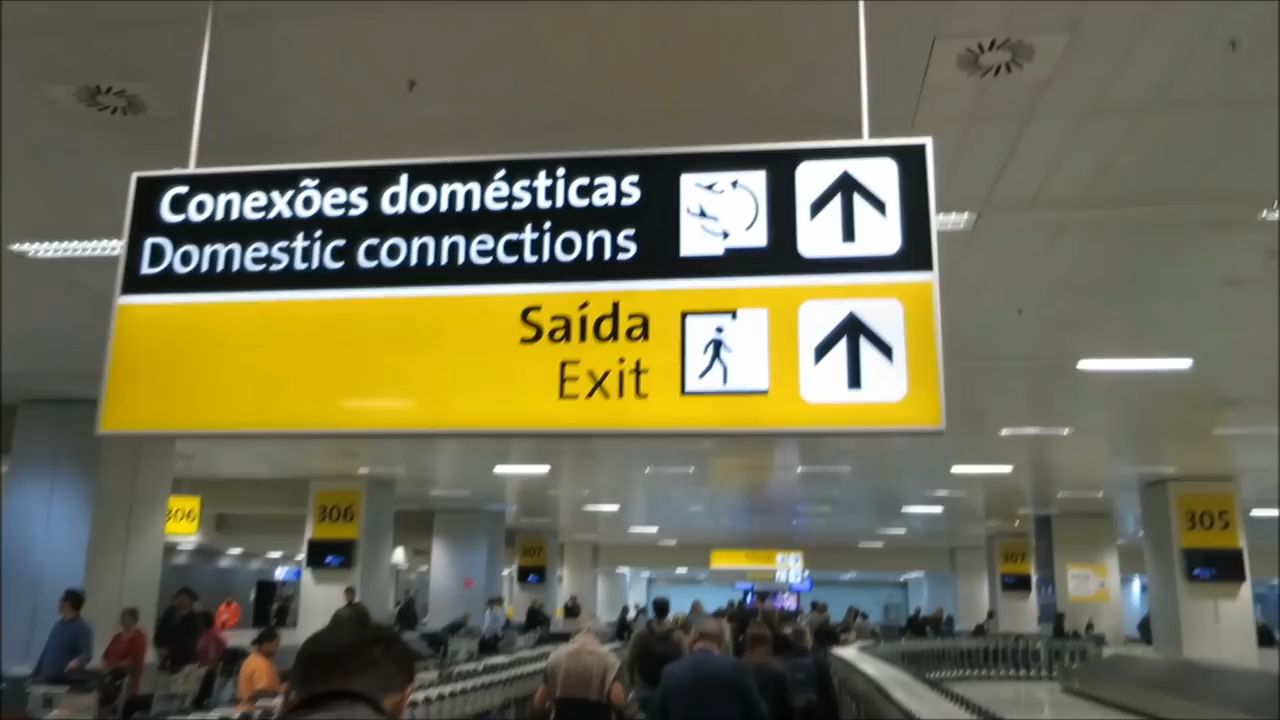 Conexões domésticas
Domestic connections
Saída
Exit
306
306
307
307
305